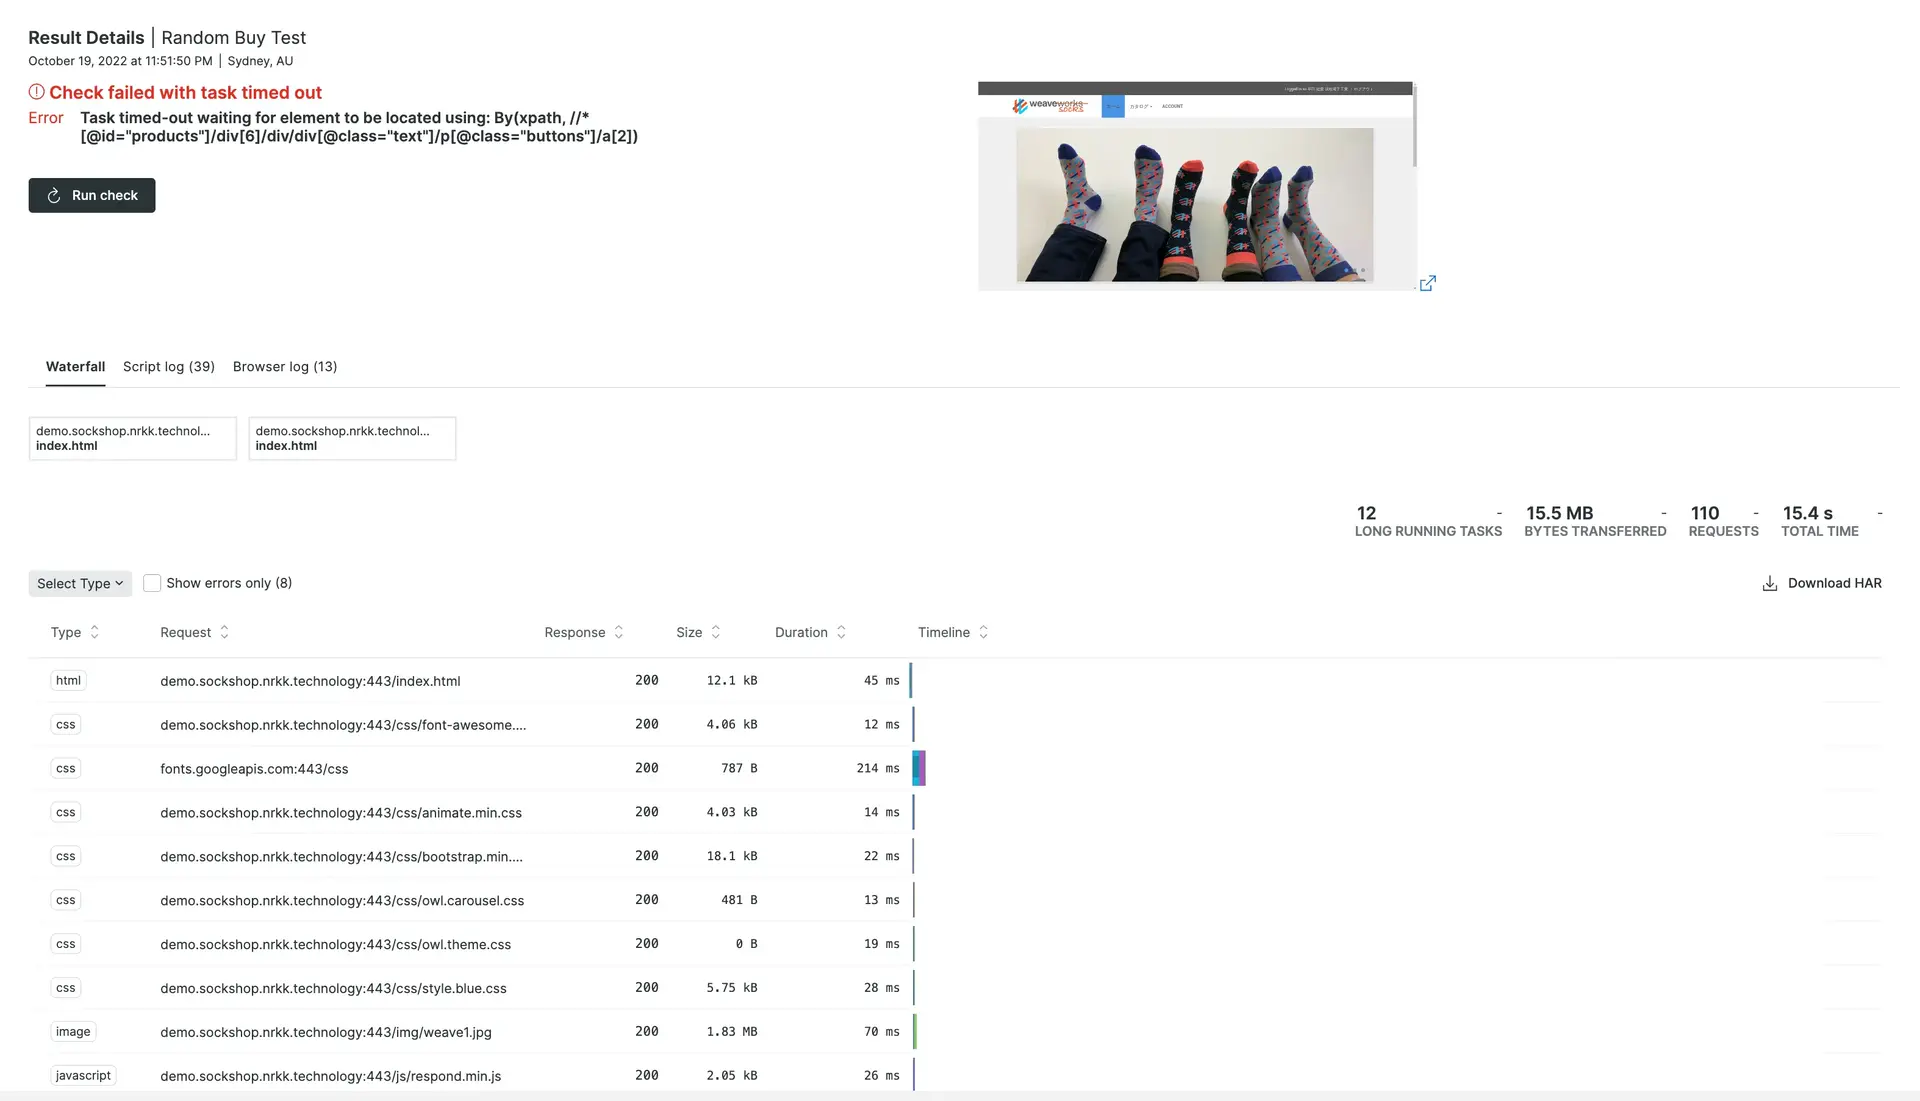 Result Details | Random Buy Test
October 19, 2022 at 11:51:50 PM | Sydney, AU
Check failed with task timed out
Error Task timed-out waiting for element to be located using: By(xpath, //*
[@id="products"]/div[6]/div/div[@class="text"]/p[@class="buttons"]/a[2])
Run check
weaveworks
socks
ホーム カタログ ACCOUNT
Waterfall Script log (39) Browser log (13)
demo.sockshop.nrkk.technol...
index.html
demo.sockshop.nrkk.technol...
index.html
12 - 15.5 MB - 110 - 15.4 s -
LONG RUNNING TASKS BYTES TRANSFERRED REQUESTS TOTAL TIME
Select Type Show errors only (8) Download HAR
Type Request Response Size Duration Timeline
html demo.sockshop.nrkk.technology:443/index.html 200 12.1 kB 45 ms
css demo.sockshop.nrkk.technology:443/css/font-awesome.... 200 4.06 kB 12 ms
css fonts.googleapis.com:443/css 200 787 B 214 ms
css demo.sockshop.nrkk.technology:443/css/animate.min.css 200 4.03 kB 14 ms
css demo.sockshop.nrkk.technology:443/css/bootstrap.min.... 200 18.1 kB 22 ms
css demo.sockshop.nrkk.technology:443/css/owl.carousel.css 200 481 B 13 ms
css demo.sockshop.nrkk.technology:443/css/owl.theme.css 200 0 B 19 ms
css demo.sockshop.nrkk.technology:443/css/style.blue.css 200 5.75 kB 28 ms
image demo.sockshop.nrkk.technology:443/img/weave1.jpg 200 1.83 MB 70 ms
javascript demo.sockshop.nrkk.technology:443/js/respond.min.js 200 2.05 kB 26 ms